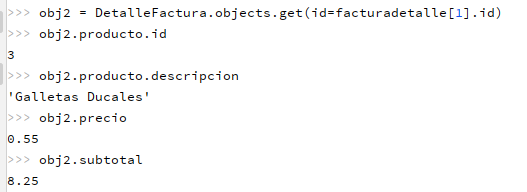 >>> obj2 = DetalleFactura.objects.get(id=facturadetalle[1].id)
>>> obj2.producto.id
3
>>> obj2.producto.descripcion
'Galletas Ducales'
>>> obj2.precio
0.55
>>> obj2.subtotal
8.25